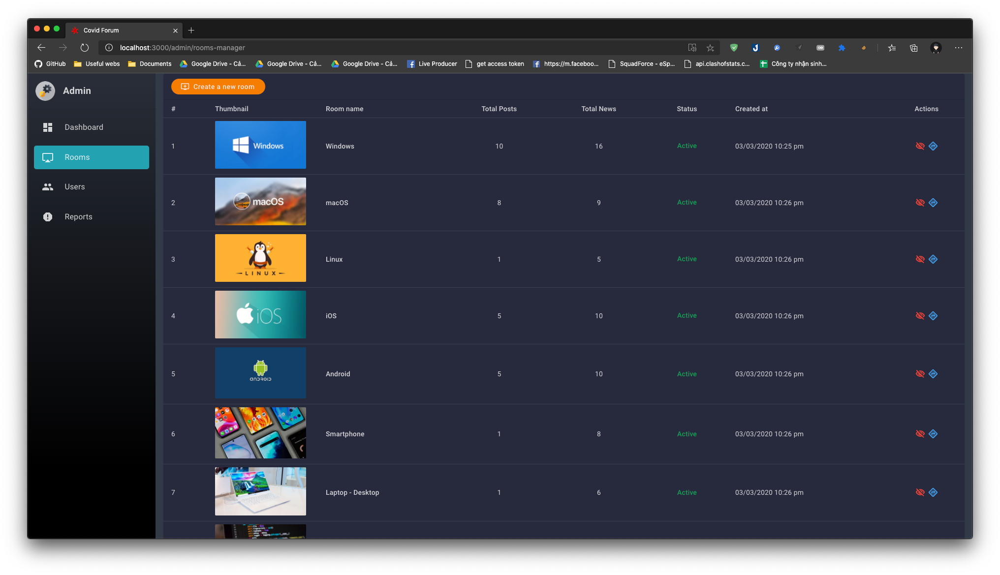 Covid Forum
localhost:3000/admin/rooms-manager
GitHub Useful webs Documents Google Drive - Cả... Google Drive - Cả... Google Drive - Cả... Live Producer get access token https://m.faceboo... SquadForce - eSp... api.clashofstats.c... Công ty nhận sinh...
Admin
Dashboard
Rooms
Users
Reports
Create a new room
# Thumbnail Room name Total Posts Total News Status Created at Actions
1 Windows Windows 10 16 Active 03/03/2020 10:25 pm
2 macOS macOS 8 9 Active 03/03/2020 10:26 pm
3 LINUX Linux 1 5 Active 03/03/2020 10:26 pm
4 iOS iOS 5 10 Active 03/03/2020 10:26 pm
5 ANDROID Android 5 10 Active 03/03/2020 10:26 pm
6 Smartphone 1 8 Active 03/03/2020 10:26 pm
7 Laptop - Desktop 1 6 Active 03/03/2020 10:26 pm